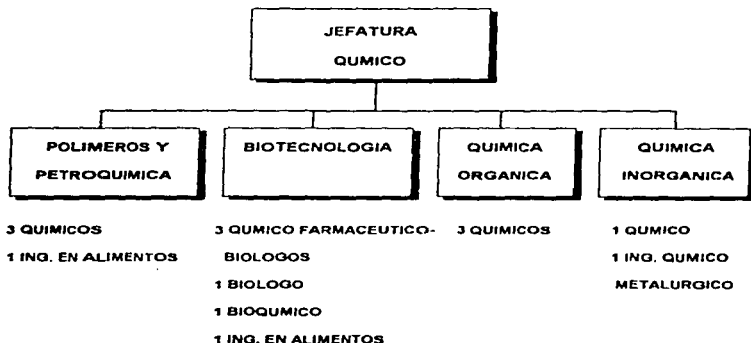 JEFATURA
QUMICO
POLIMEROS Y
PETROQUIMICA
BIOTECNOLOGIA
QUIMICA
ORGANICA
QUIMICA
INORGANICA
3 QUIMICOS
1 ING. EN ALIMENTOS
3 QUMICO FARMACEUTICO-
BIOLOGOS
1 BIOLOGO
1 BIOQUMICO
1 ING. EN ALIMENTOS
3 QUIMICOS
1 QUMICO
1 ING. QUMICO
METALURGICO